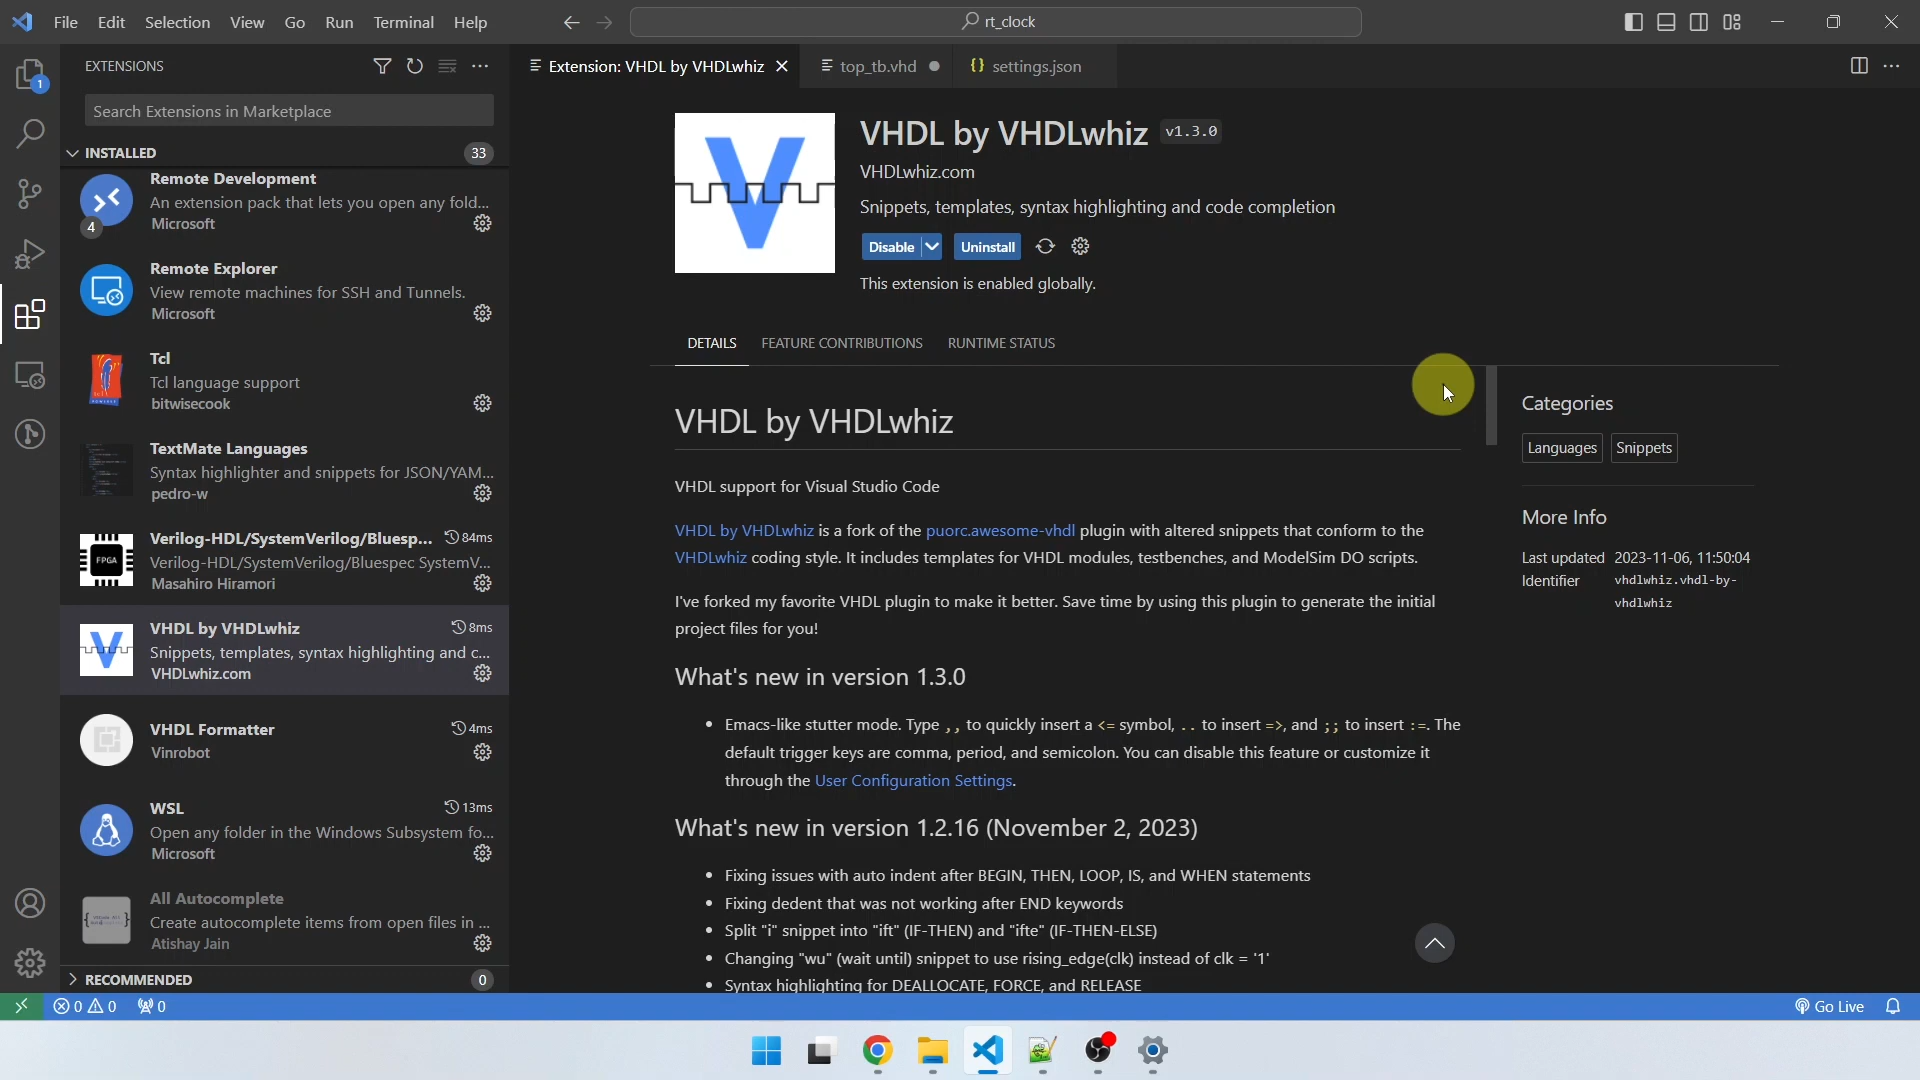 File Edit Selection View Go Run Terminal Help
rt_clock
EXTENSIONS
Extension: VHDL by VHDLwhiz
top_tb.vhd
{} settings.json
1
Search Extensions in Marketplace
INSTALLED 33
Remote Development
An extension pack that lets you open any fold...
Microsoft
4
Remote Explorer
View remote machines for SSH and Tunnels.
Microsoft
Tcl
Tcl language support
bitwisecook
TextMate Languages
Syntax highlighter and snippets for JSON/YAM...
pedro-w
Verilog-HDL/SystemVerilog/Bluesp... 84ms
Verilog-HDL/SystemVerilog/Bluespec SystemV...
Masahiro Hiramori
FPGA
VHDL by VHDLwhiz 8ms
Snippets, templates, syntax highlighting and c...
VHDLwhiz.com
VHDL Formatter 4ms
Vinrobot
WSL 13ms
Open any folder in the Windows Subsystem fo...
Microsoft
All Autocomplete
Create autocomplete items from open files in ...
Atishay Jain
RECOMMENDED 0
VHDL by VHDLwhiz v1.3.0
VHDLwhiz.com
Snippets, templates, syntax highlighting and code completion
Disable Uninstall
This extension is enabled globally.
DETAILS FEATURE CONTRIBUTIONS RUNTIME STATUS
VHDL by VHDLwhiz
VHDL support for Visual Studio Code
VHDL by VHDLwhiz is a fork of the puorc.awesome-vhdl plugin with altered snippets that conform to the
VHDLwhiz coding style. It includes templates for VHDL modules, testbenches, and ModelSim DO scripts.
I've forked my favorite VHDL plugin to make it better. Save time by using this plugin to generate the initial
project files for you!
What's new in version 1.3.0
• Emacs-like stutter mode. Type ,, to quickly insert a <= symbol, .. to insert =>, and ;; to insert :=. The
default trigger keys are comma, period, and semicolon. You can disable this feature or customize it
through the User Configuration Settings.
What's new in version 1.2.16 (November 2, 2023)
• Fixing issues with auto indent after BEGIN, THEN, LOOP, IS, and WHEN statements
• Fixing dedent that was not working after END keywords
• Split "i" snippet into "ift" (IF-THEN) and "ifte" (IF-THEN-ELSE)
• Changing "wu" (wait until) snippet to use rising_edge(clk) instead of clk = '1'
• Syntax highlighting for DEALLOCATE, FORCE, and RELEASE
Categories
Languages Snippets
More Info
Last updated 2023-11-06, 11:50:04
Identifier vhdlwhiz.vhdl-by-
vhdlwhiz
0 0 0
Go Live